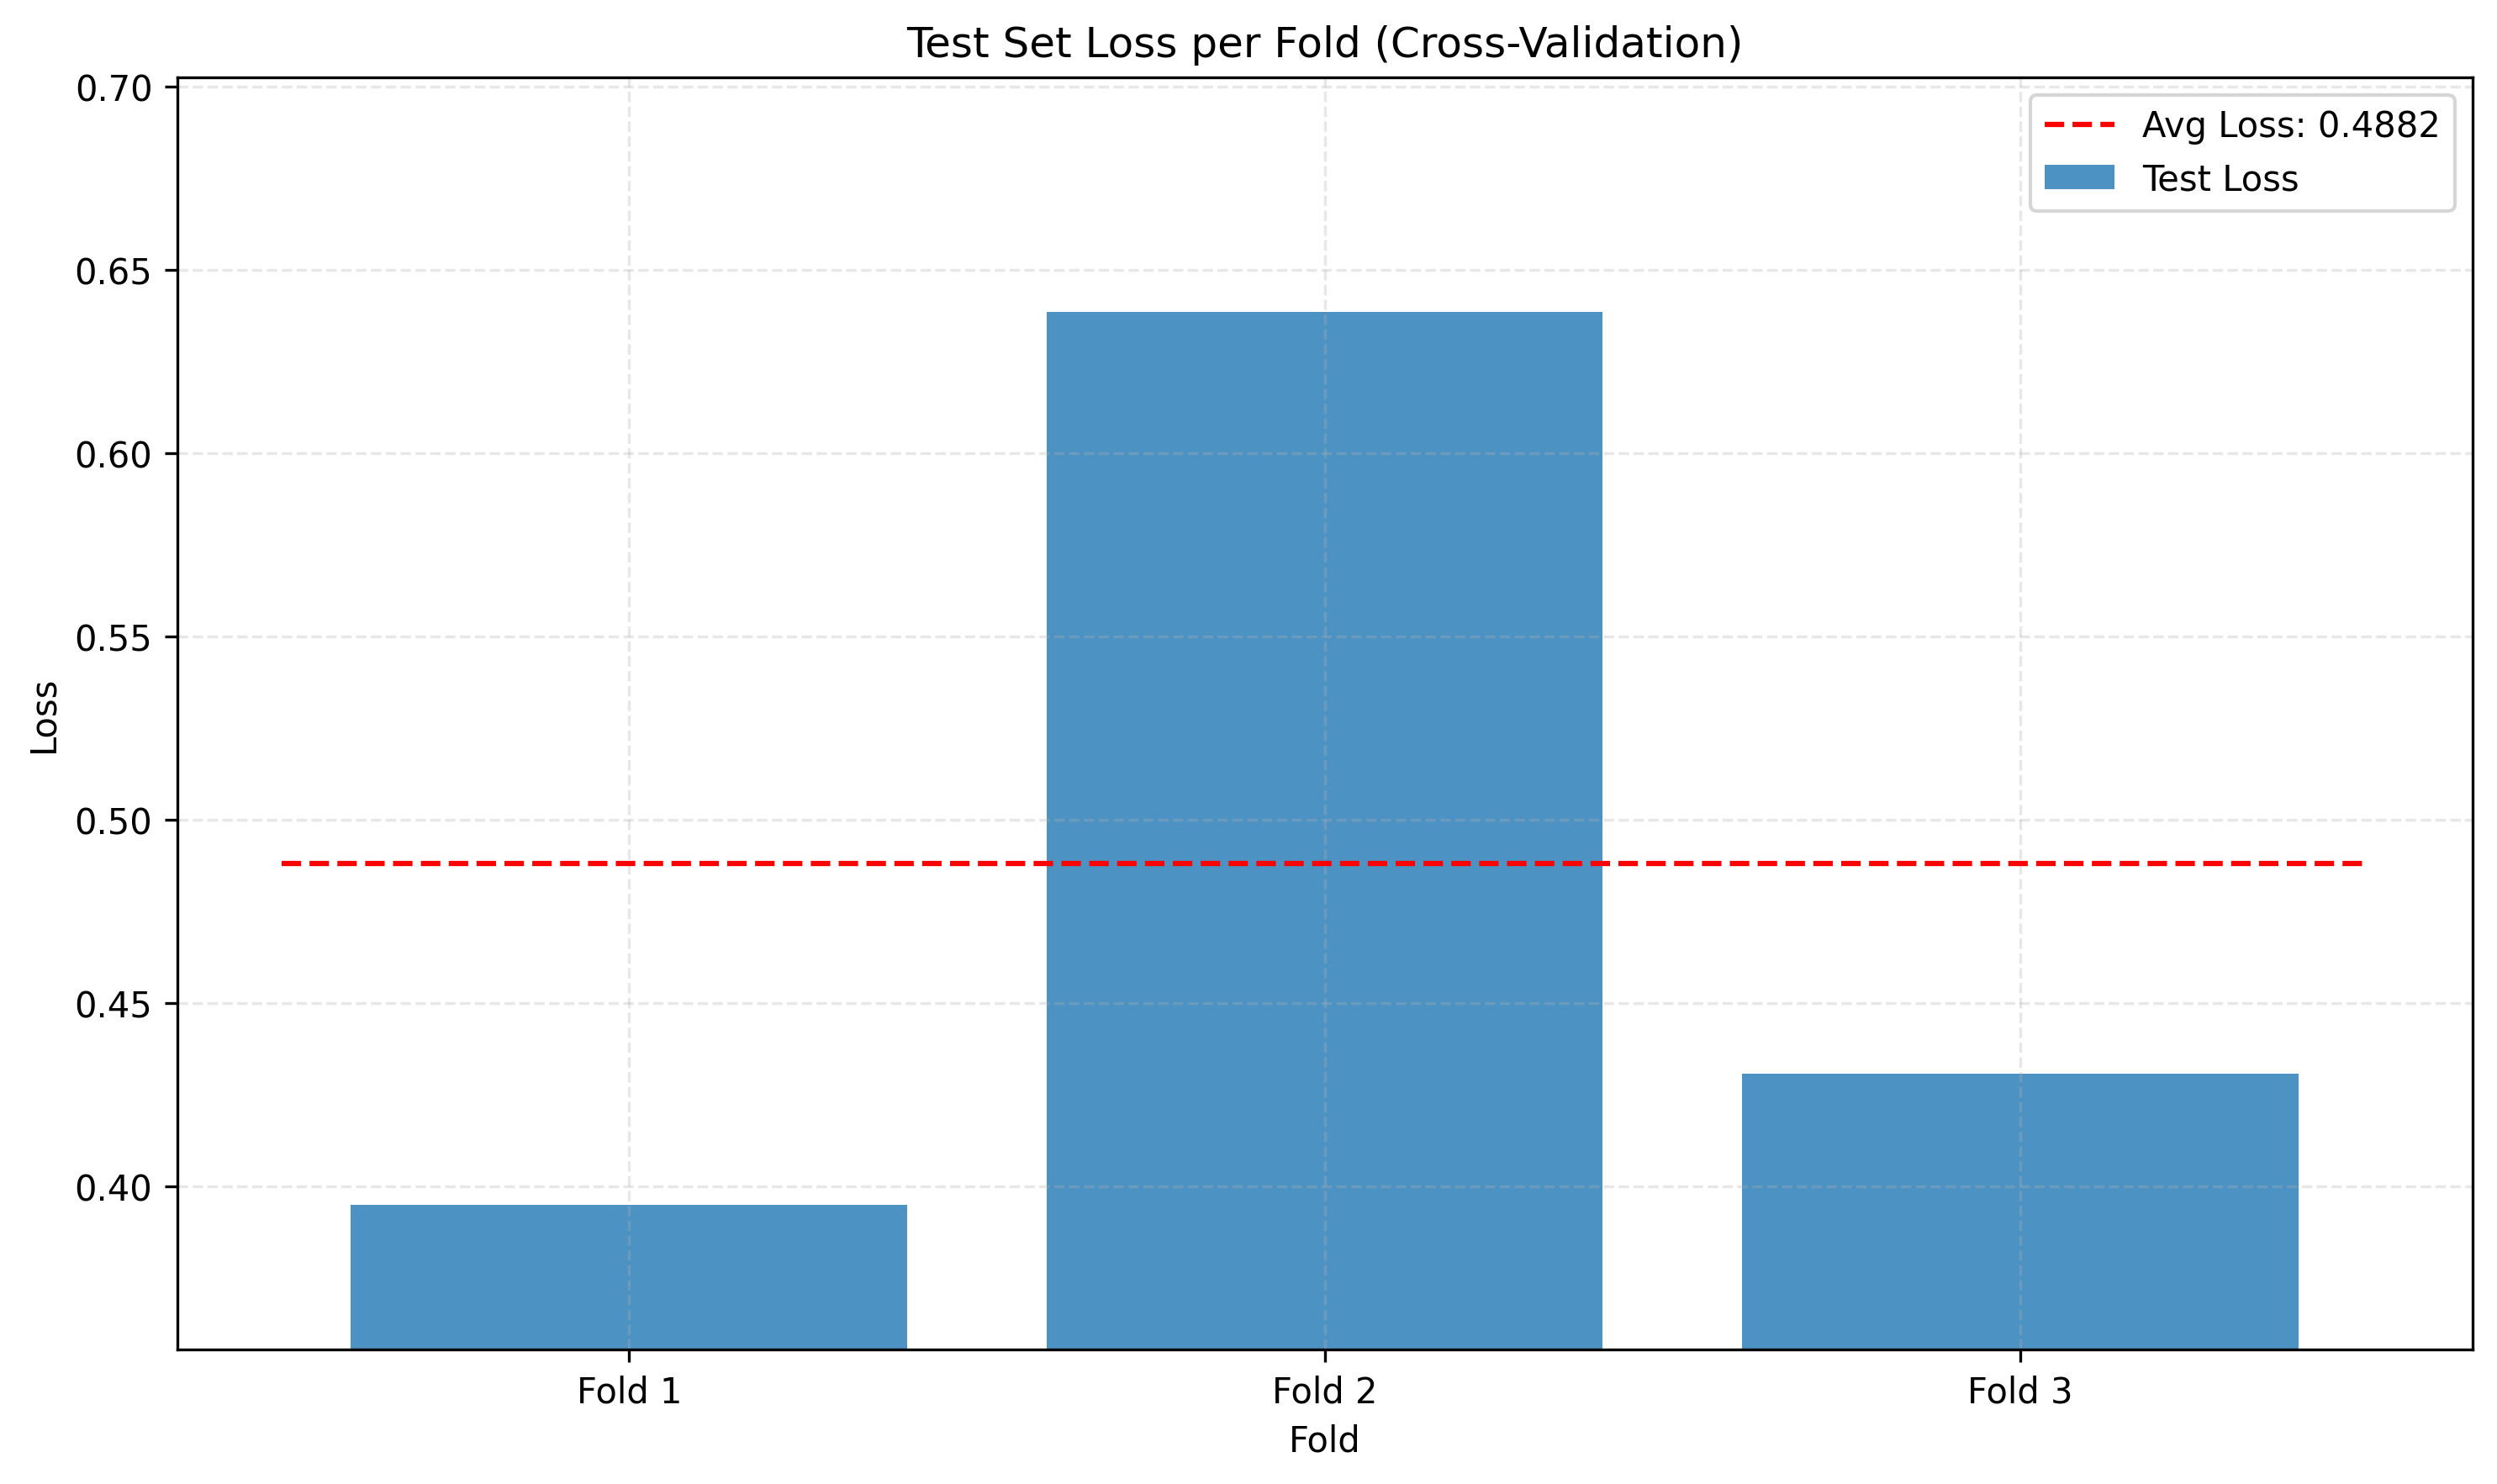 Test Set Loss per Fold (Cross-Validation)
Avg Loss: 0.4882
Test Loss
Loss
0.70
0.65
0.60
0.55
0.50
0.45
0.40
Fold 1
Fold 2
Fold 3
Fold